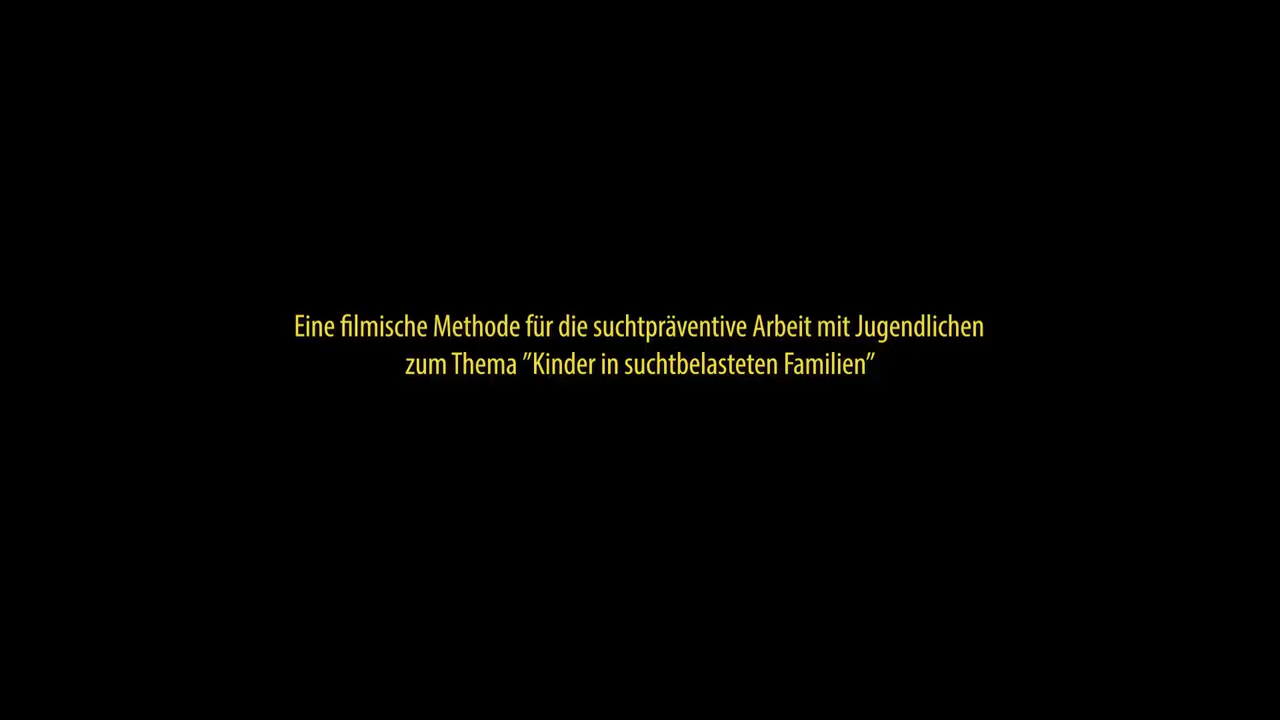 Eine filmische Methode für die suchtpräventive Arbeit mit Jugendlichen
zum Thema ”Kinder in suchtbelasteten Familien”